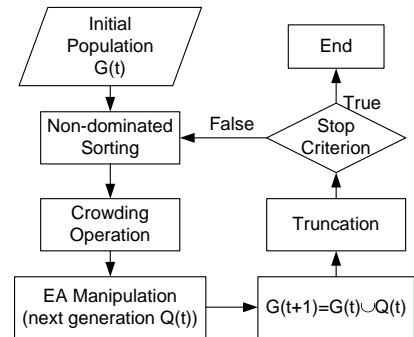 Initial
Population
G(t)
Non-dominated
Sorting
Crowding
Operation
EA Manipulation
(next generation Q(t))
G(t+1)=G(t)∪Q(t)
Truncation
Stop
Criterion
False
True
End